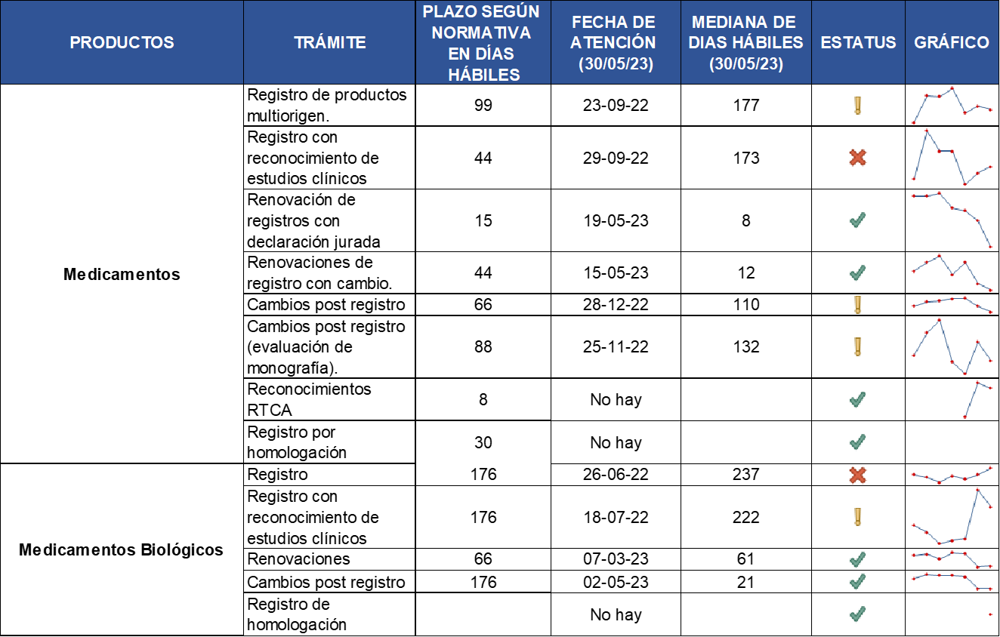 PRODUCTOS TRÁMITE PLAZO SEGÚN NORMATIVA EN DÍAS HÁBILES FECHA DE ATENCIÓN (30/05/23) MEDIANA DE DIAS HÁBILES (30/05/23) ESTATUS GRÁFICO
Medicamentos
Registro de productos
multiorigen.
99 23-09-22 177
Registro con
reconocimiento de
estudios clínicos
44 29-09-22 173
Renovación de
registros con
declaración jurada
15 19-05-23 8
Renovaciones de
registro con cambio.
44 15-05-23 12
Cambios post registro 66 28-12-22 110
Cambios post registro
(evaluación de
monografía).
88 25-11-22 132
Reconocimientos
RTCA
8 No hay
Registro por
homologación
30 No hay
Medicamentos Biológicos
Registro 176 26-06-22 237
Registro con
reconocimiento de
estudios clínicos
176 18-07-22 222
Renovaciones 66 07-03-23 61
Cambios post registro 176 02-05-23 21
Registro de
homologación
No hay